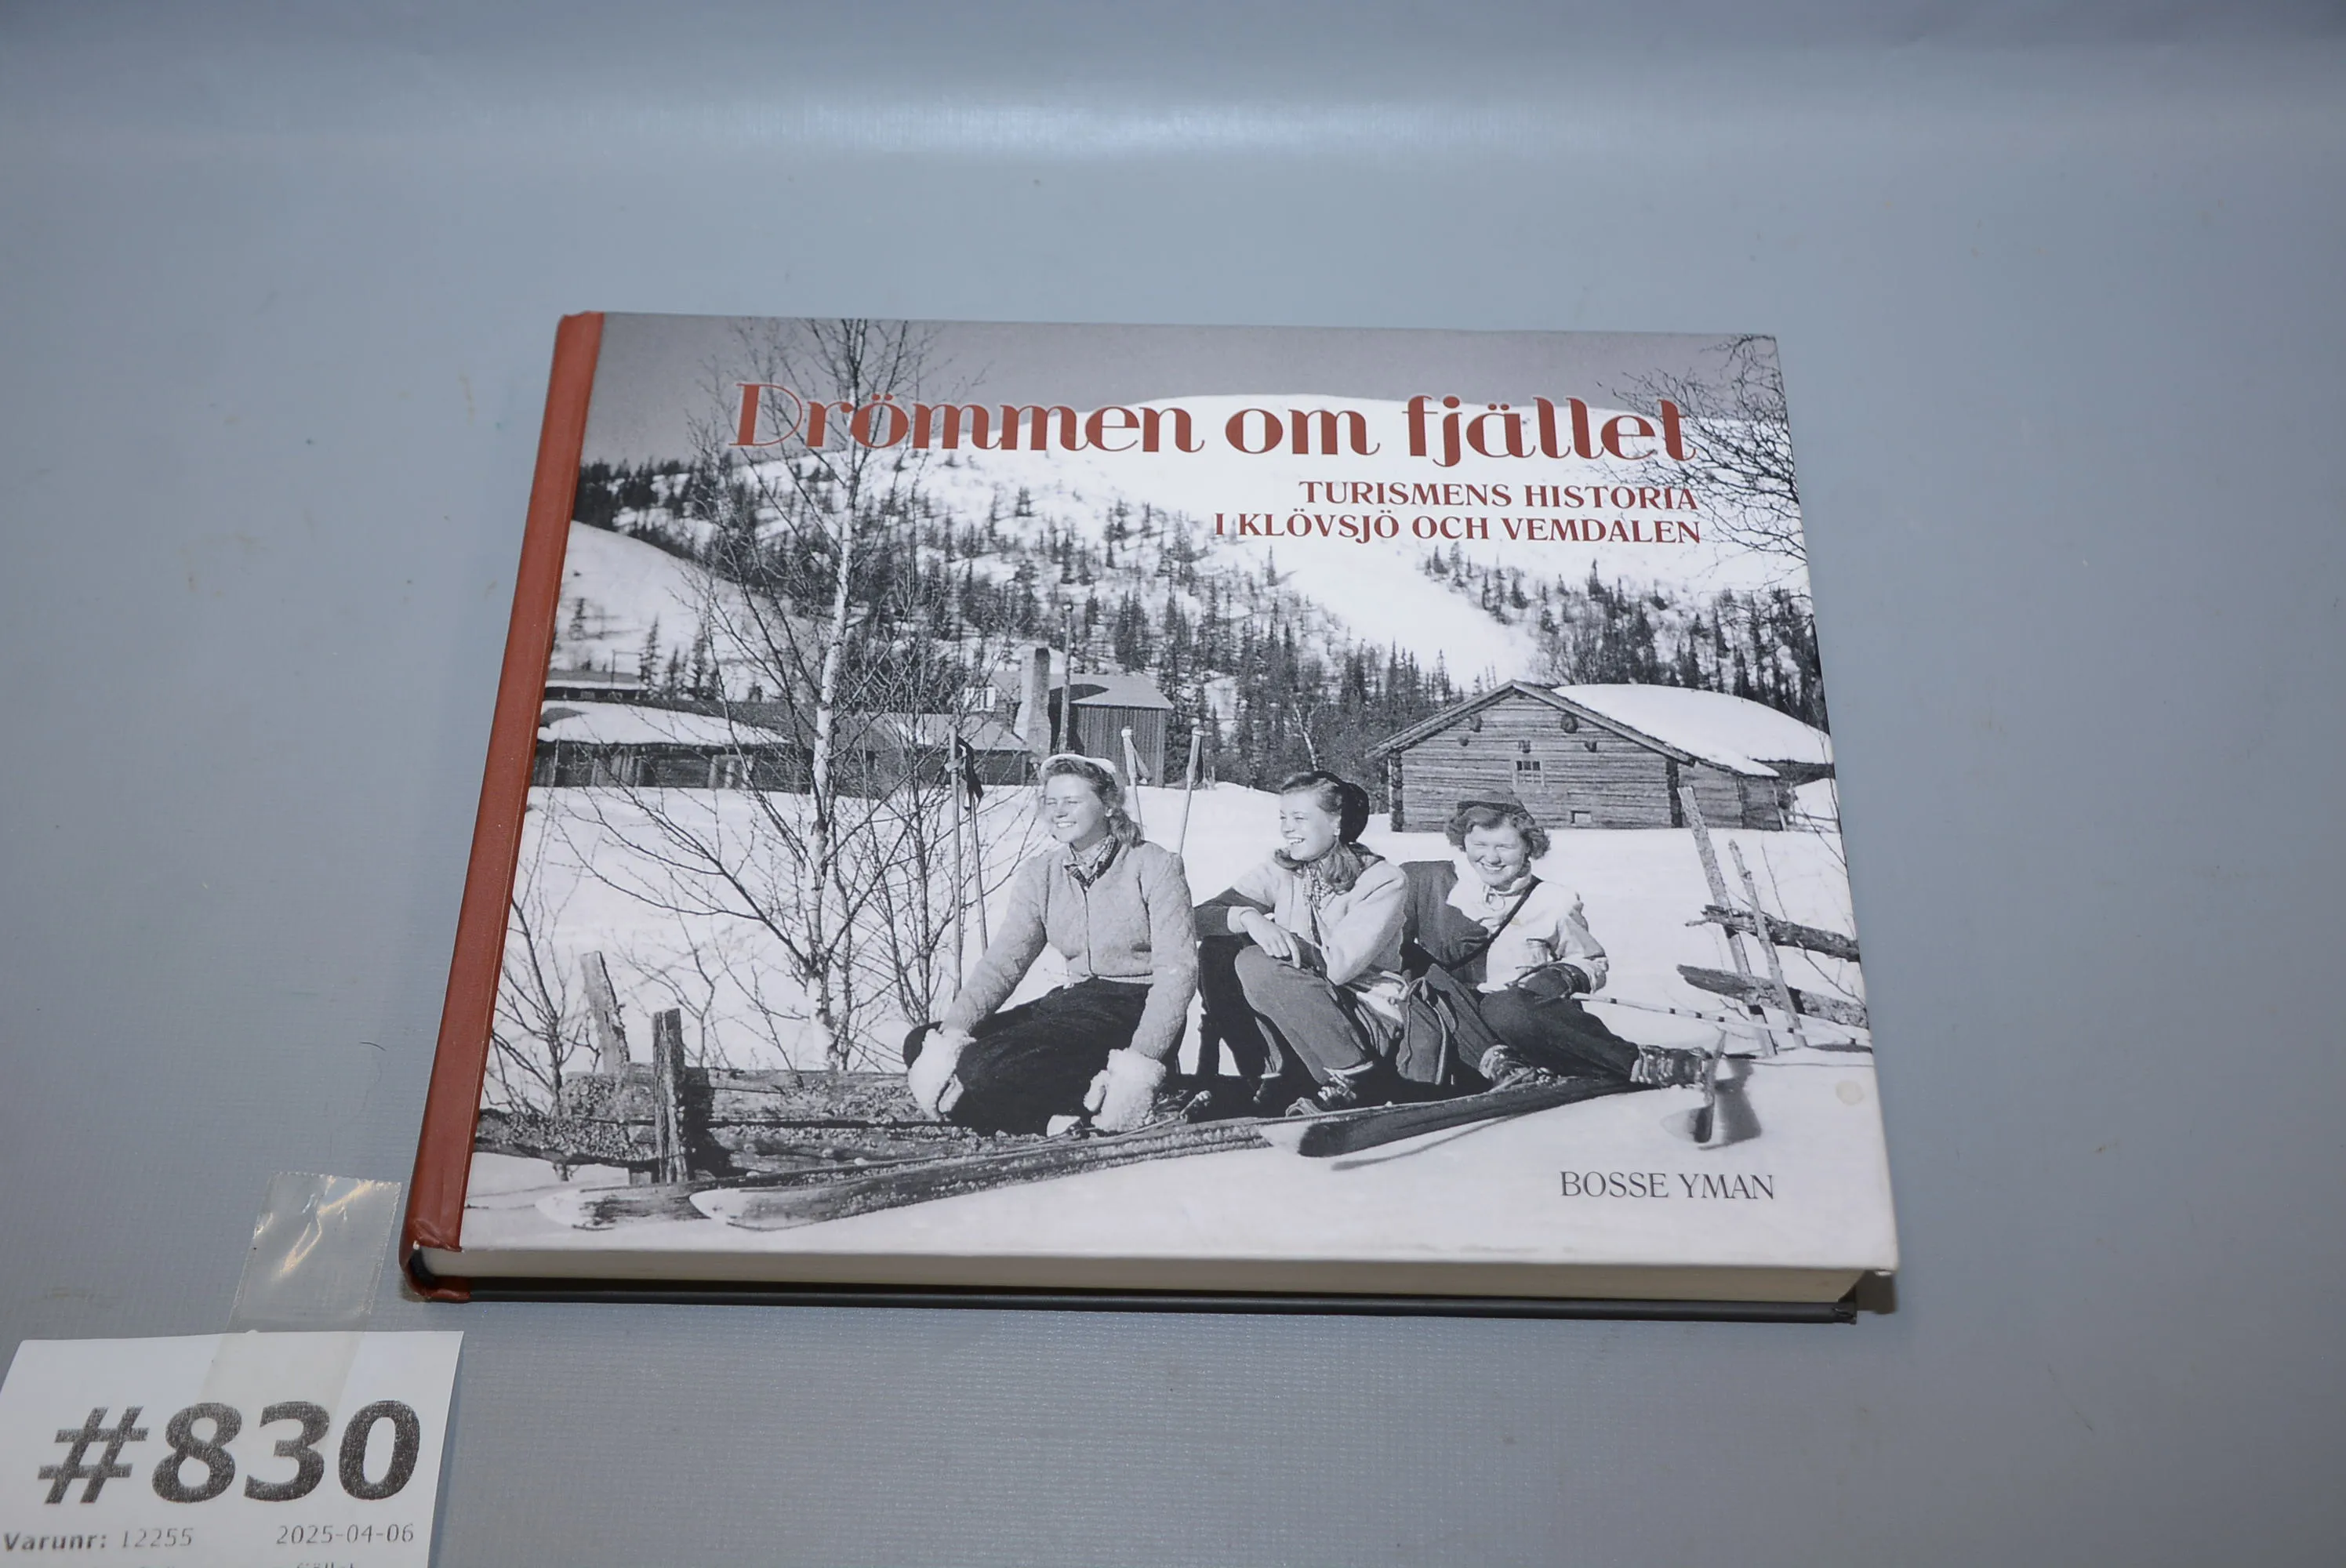 Drömmen om fjället
TURISMENS HISTORIA
I KLÖVSJÖ OCH VEMDALEN
BOSSE YMAN
#830
Varunr: 12255 2025-04-06